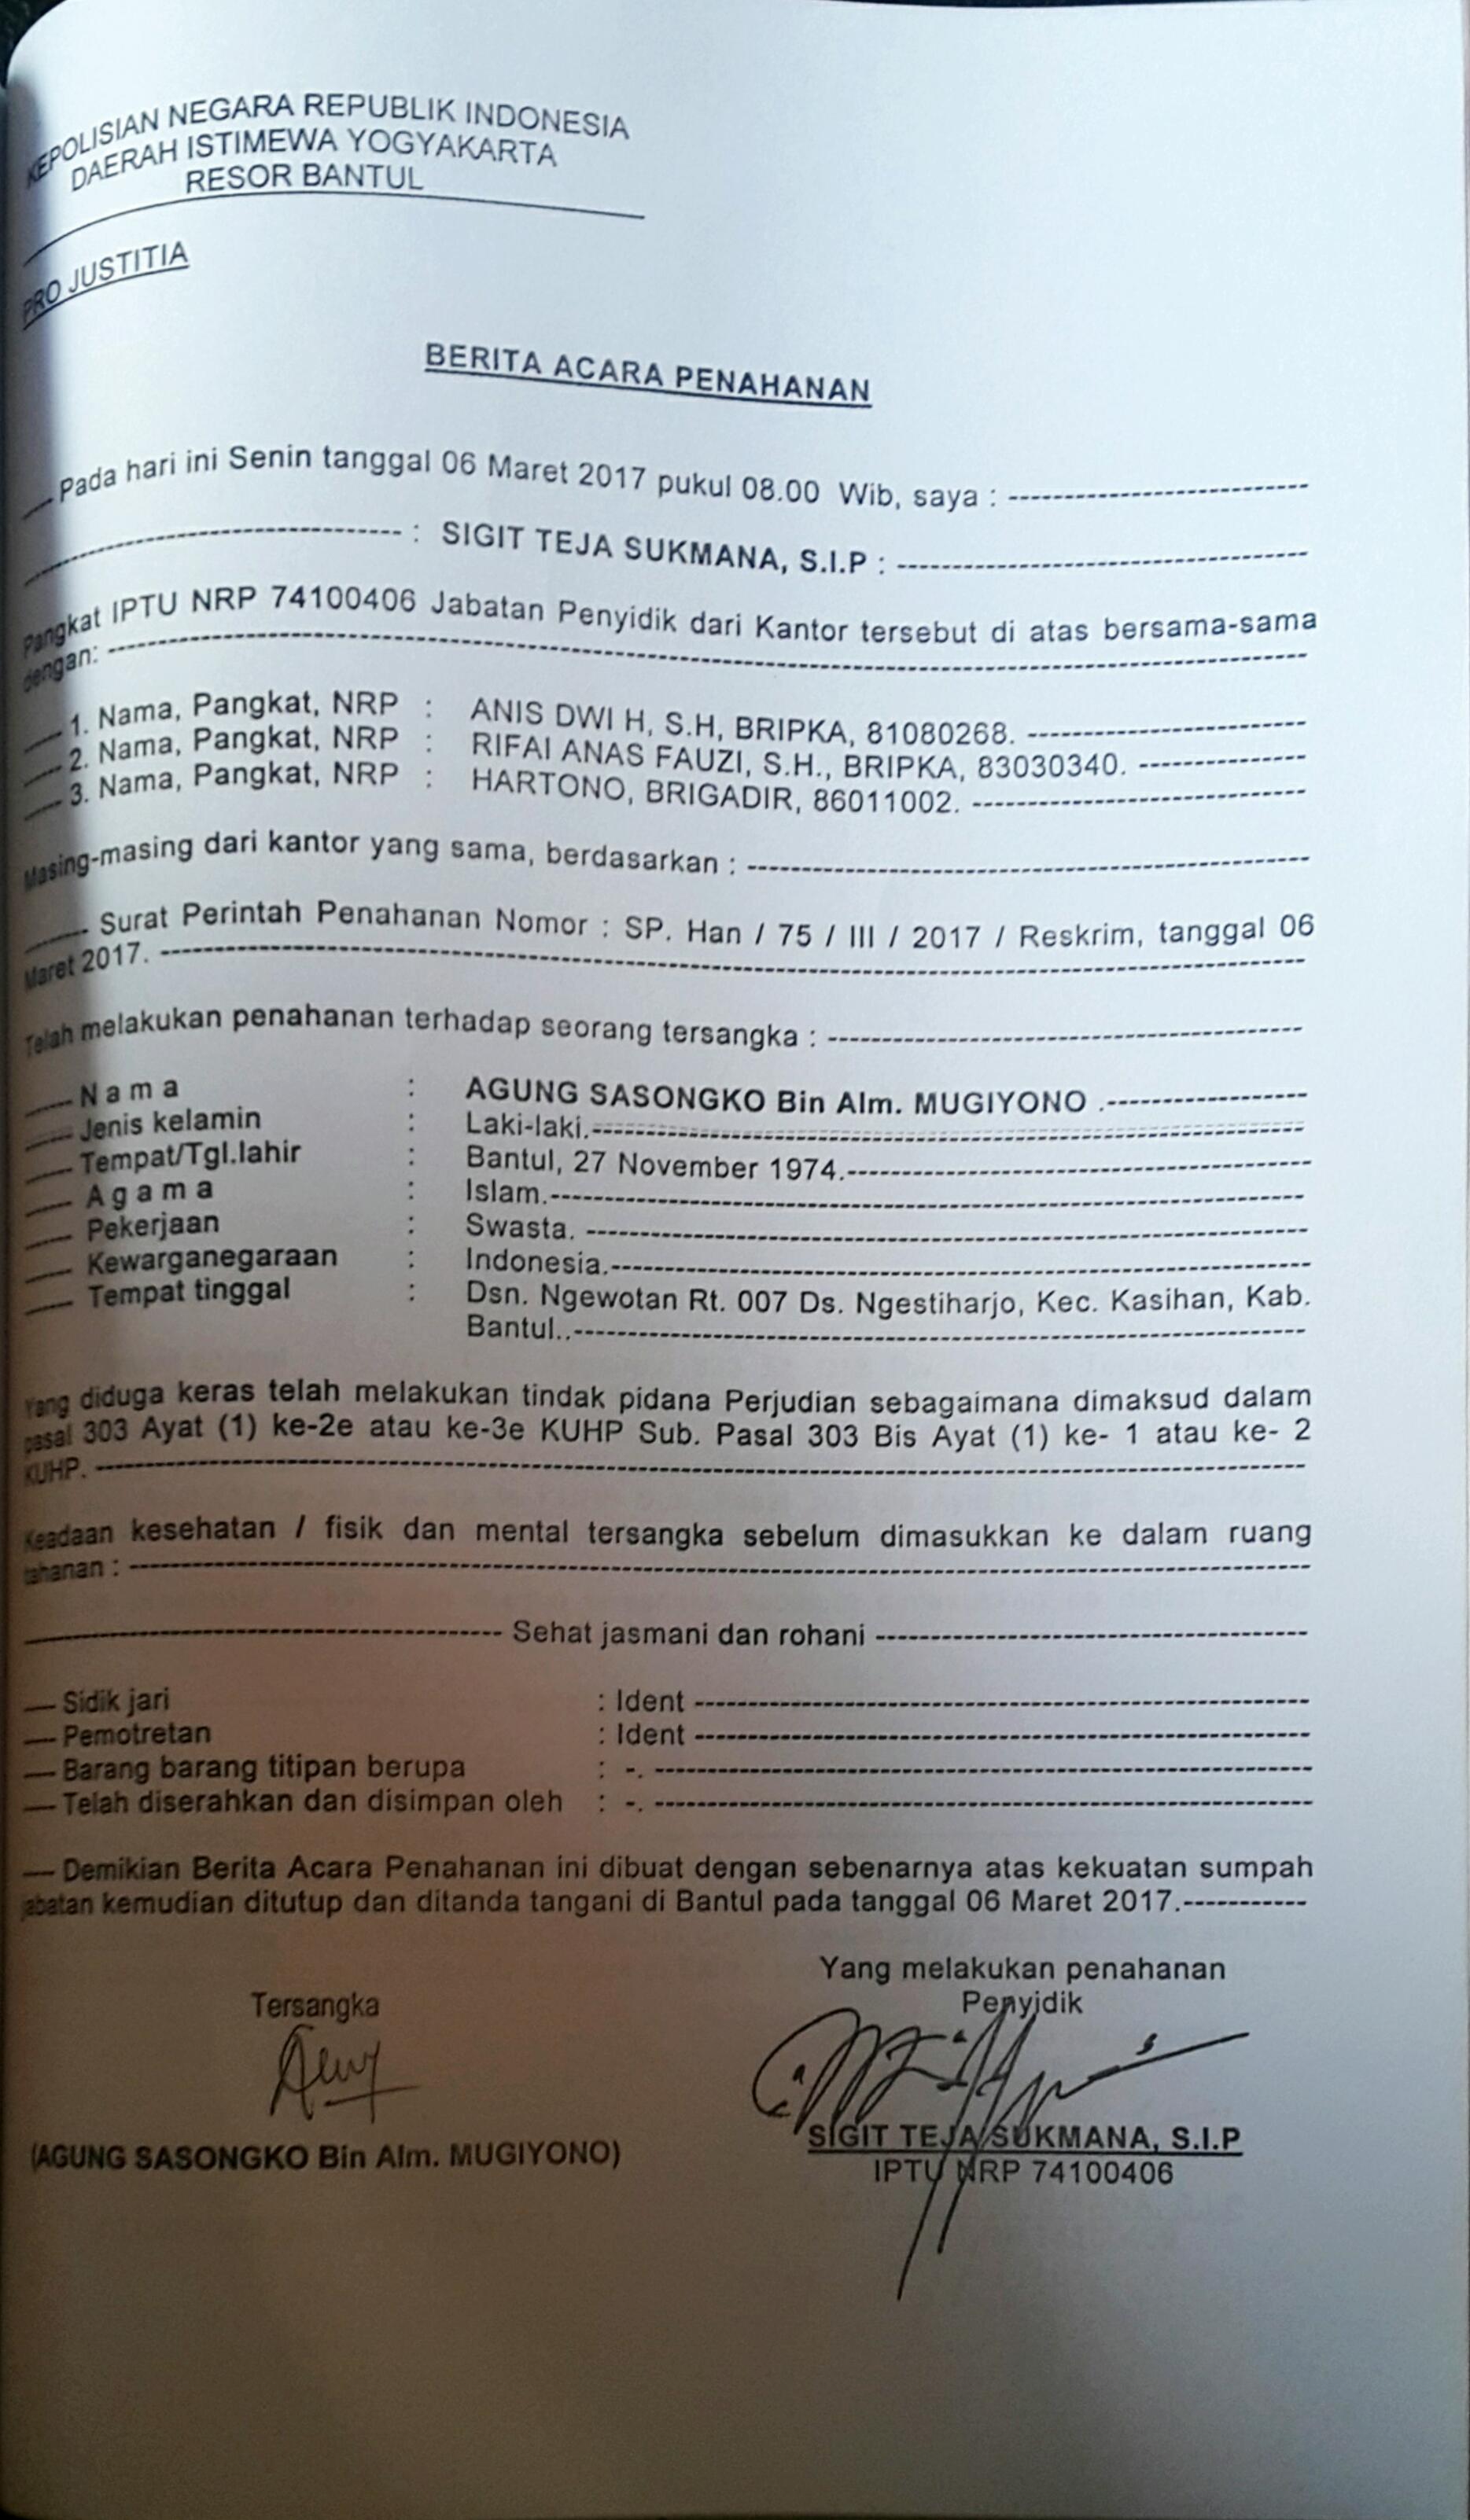 KEPOLISIAN NEGARA REPUBLIK INDONESIA
DAERAH ISTIMEWA YOGYAKARTA
RESOR BANTUL
PRO JUSTITIA
BERITA ACARA PENAHANAN
Pada hari ini Senin tanggal 06 Maret 2017 pukul 08.00 Wib, saya :
: SIGIT TEJA SUKMANA, S.I.P :
Pangkat IPTU NRP 74100406 Jabatan Penyidik dari Kantor tersebut di atas bersama-sama
dengan:
1. Nama, Pangkat, NRP : ANIS DWI H, S.H, BRIPKA, 81080268.
2. Nama, Pangkat, NRP : RIFAI ANAS FAUZI, S.H., BRIPKA, 83030340.
3. Nama, Pangkat, NRP : HARTONO, BRIGADIR, 86011002.
Masing-masing dari kantor yang sama, berdasarkan :
Surat Perintah Penahanan Nomor : SP. Han / 75 / III / 2017 / Reskrim, tanggal 06
Maret 2017.
Telah melakukan penahanan terhadap seorang tersangka :
N a m a : AGUNG SASONGKO Bin Alm. MUGIYONO .
Jenis kelamin : Laki-laki.
Tempat/Tgl.lahir : Bantul, 27 November 1974.
A g a m a : Islam.
Pekerjaan : Swasta.
Kewarganegaraan : Indonesia.
Tempat tinggal : Dsn. Ngewotan Rt. 007 Ds. Ngestiharjo, Kec. Kasihan, Kab.
Bantul..
Yang diduga keras telah melakukan tindak pidana Perjudian sebagaimana dimaksud dalam
pasal 303 Ayat (1) ke-2e atau ke-3e KUHP Sub. Pasal 303 Bis Ayat (1) ke- 1 atau ke- 2
KUHP.
Keadaan kesehatan / fisik dan mental tersangka sebelum dimasukkan ke dalam ruang
tahanan :
Sehat jasmani dan rohani
Sidik jari : Ident
Pemotretan : Ident
Barang barang titipan berupa : -.
Telah diserahkan dan disimpan oleh : -.
Demikian Berita Acara Penahanan ini dibuat dengan sebenarnya atas kekuatan sumpah
jabatan kemudian ditutup dan ditanda tangani di Bantul pada tanggal 06 Maret 2017.
Yang melakukan penahanan
Tersangka Penyidik
SIGIT TEJA SUKMANA, S.I.P
(AGUNG SASONGKO Bin Alm. MUGIYONO)
IPTU NRP 74100406